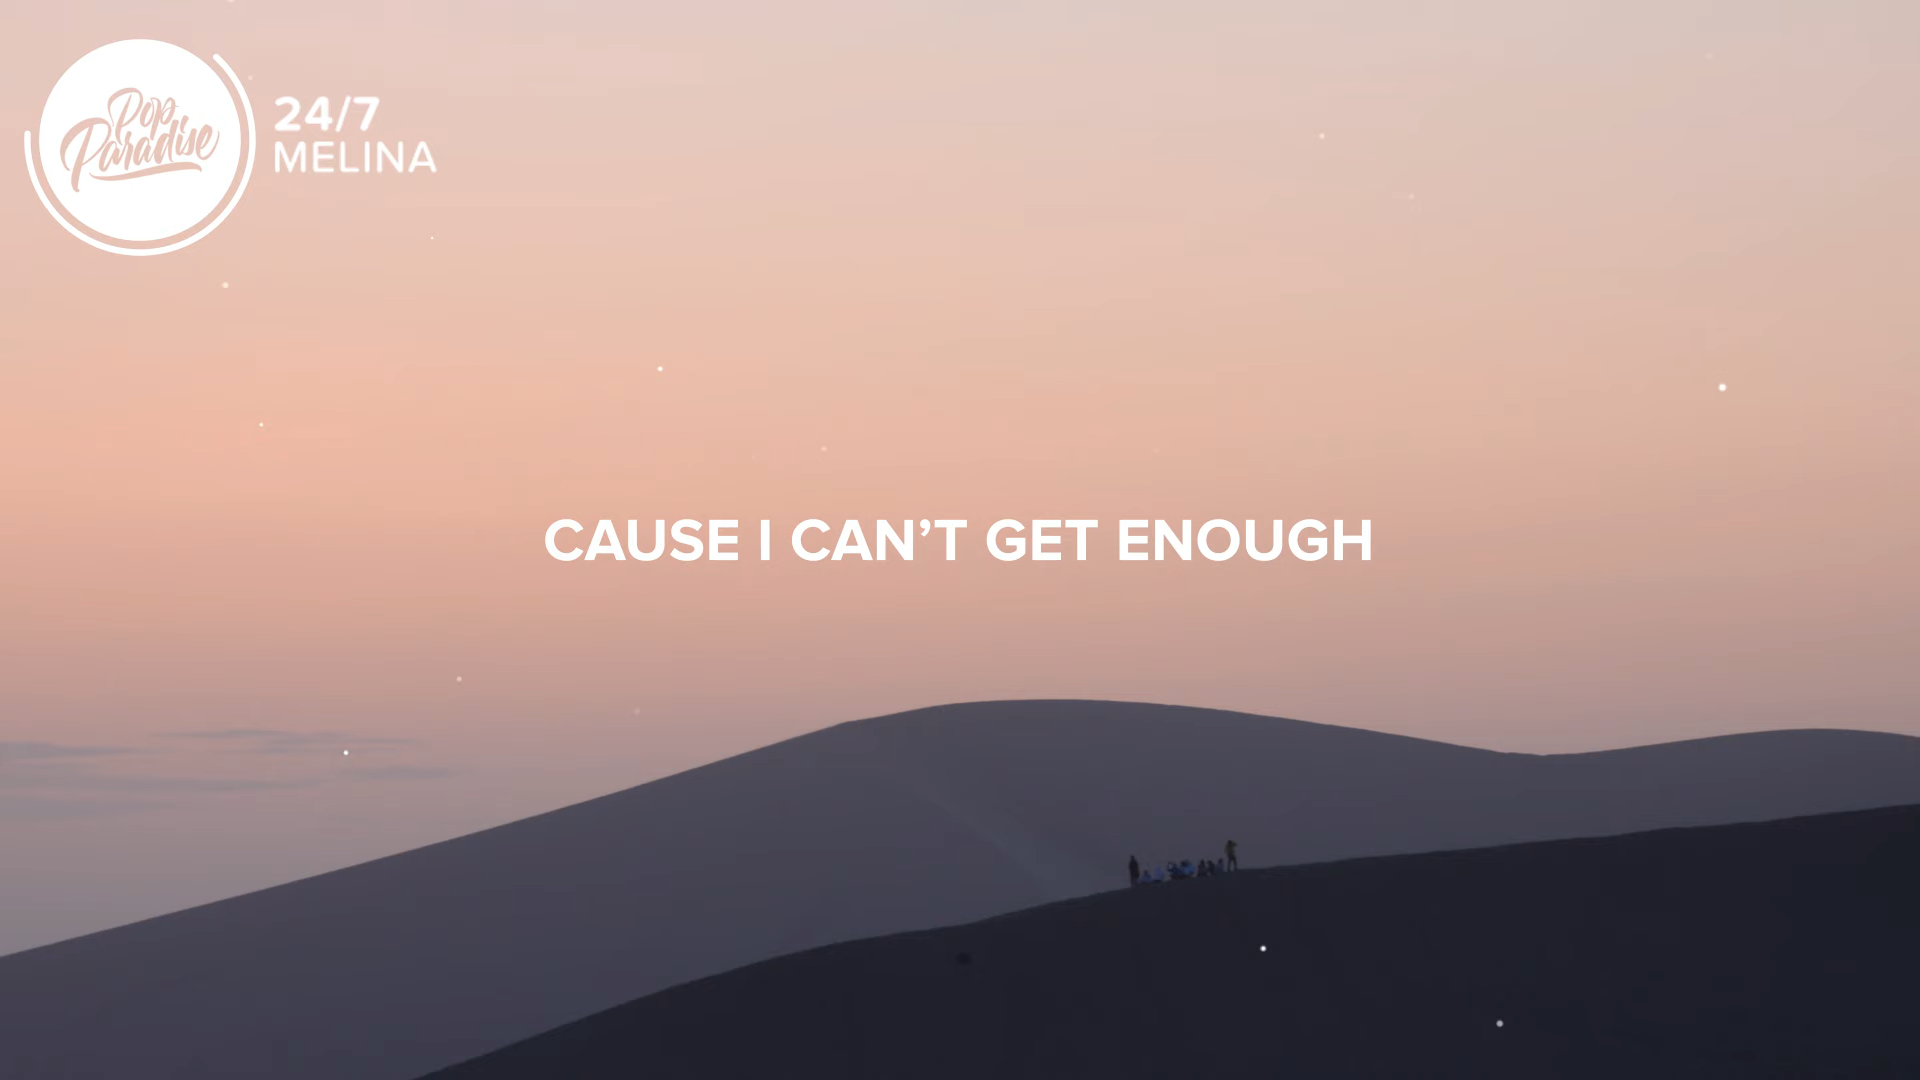 Pop
Paradise
24/7
MELINA
CAUSE I CAN’T GET ENOUGH